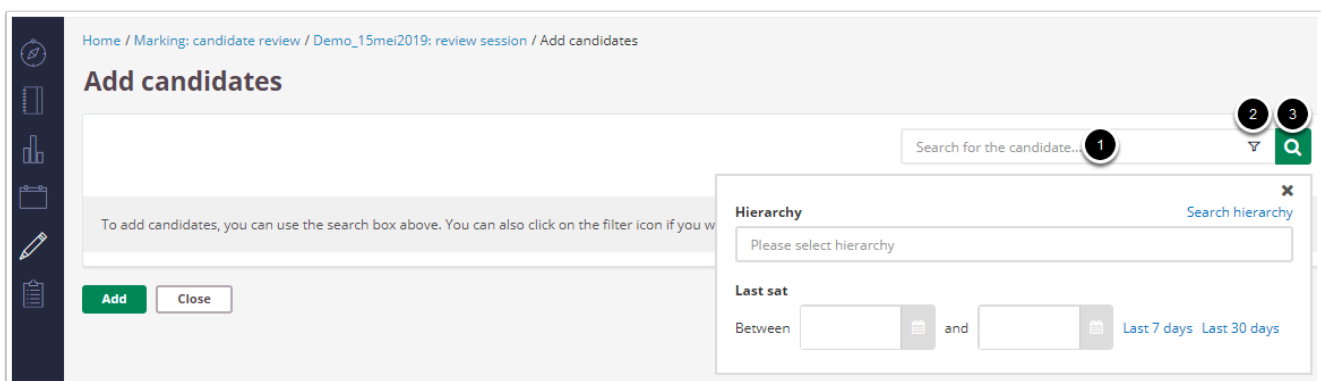 Home / Marking: candidate review / Demo_15mei2019: review session / Add candidates
Add candidates
2 3
Search for the candidate... 1
Hierarchy Search hierarchy
To add candidates, you can use the search box above. You can also click on the filter icon if you w
Please select hierarchy
Add Close
Last sat
Between and Last 7 days Last 30 days